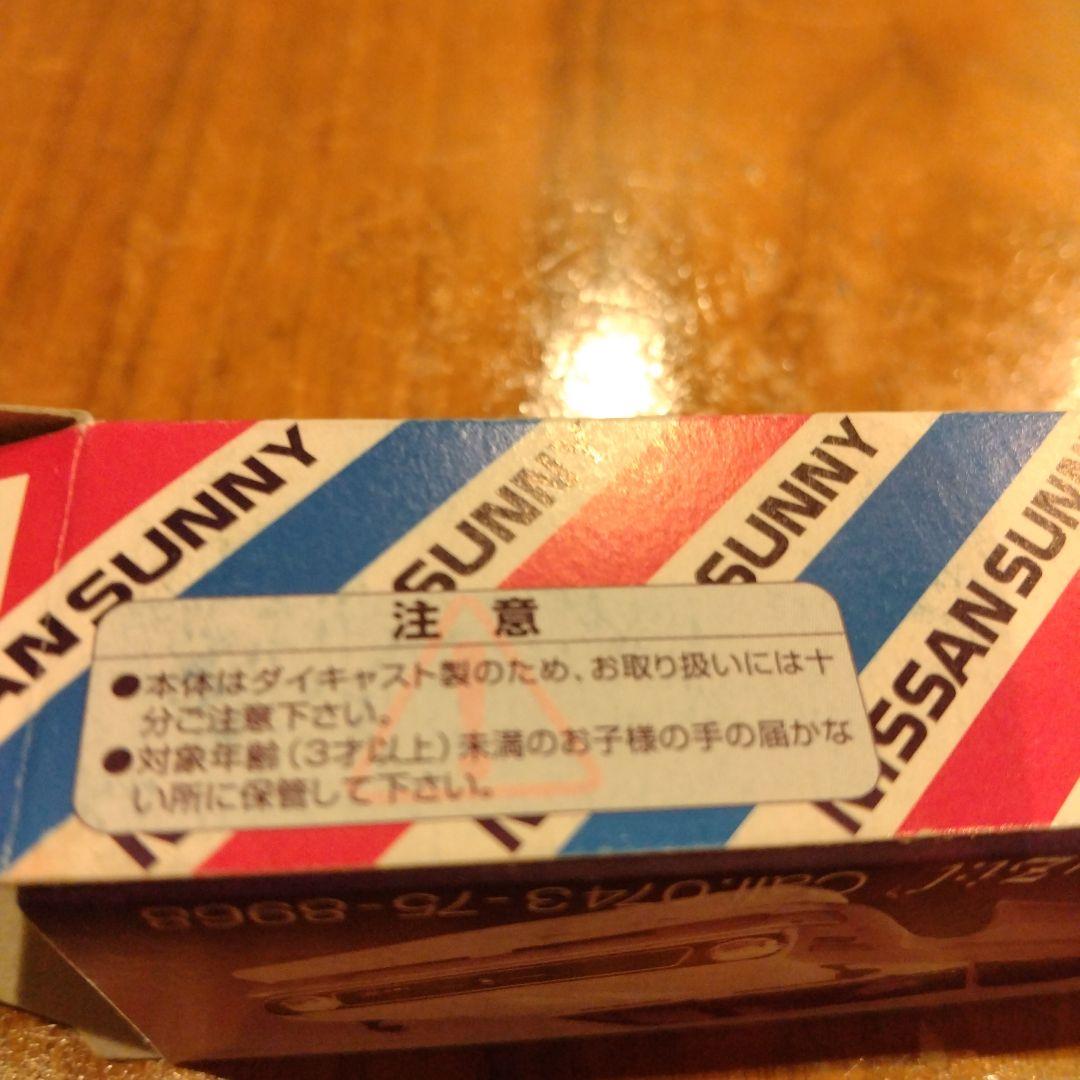 AN SUNNY
SUNNY
SUNNY
NISSAN SUNNY
注 意
●本体はダイキャスト製のため、お取り扱いには十
分ご注意下さい。
●対象年齢(3才以上)未満のお子様の手の届かな
い所に保管して下さい。
Call.0743-75-8968